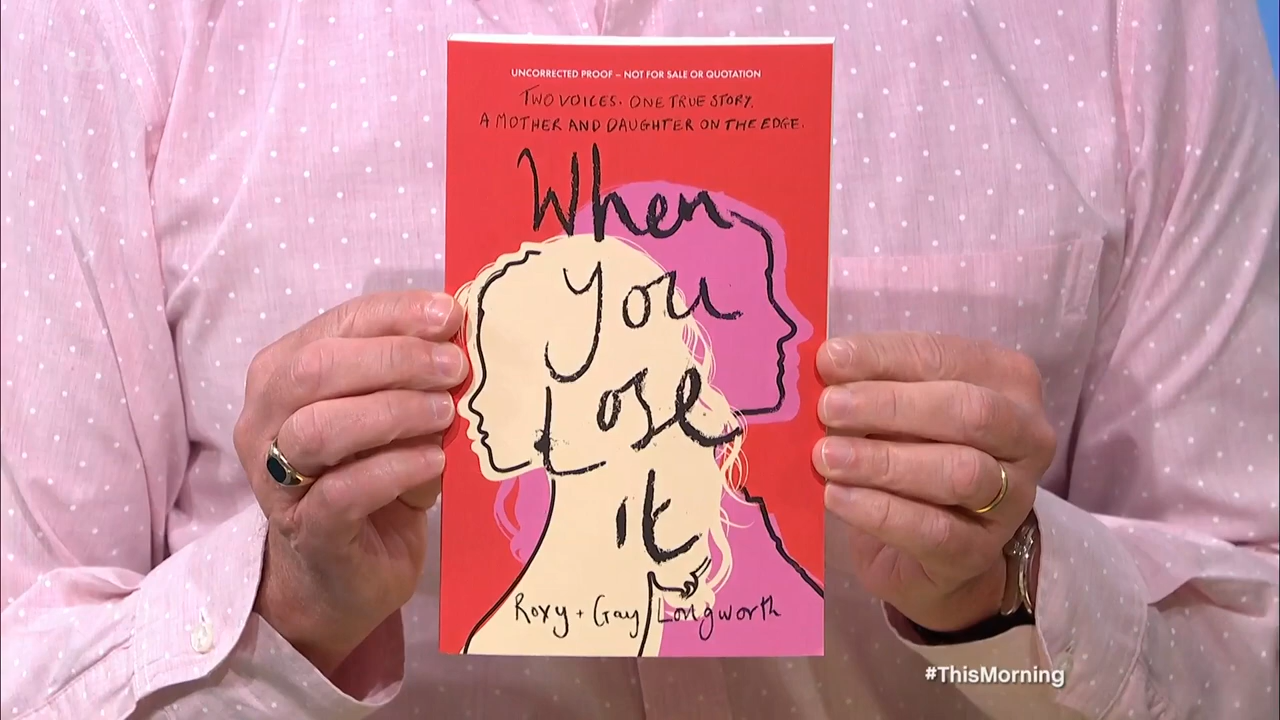 UNCORRECTED PROOF – NOT FOR SALE OR QUOTATION
TWO VOICES. ONE TRUE STORY.
A MOTHER AND DAUGHTER ON THE EDGE.
When
you
Lose
it
Roxy + Gay Longworth
#ThisMorning